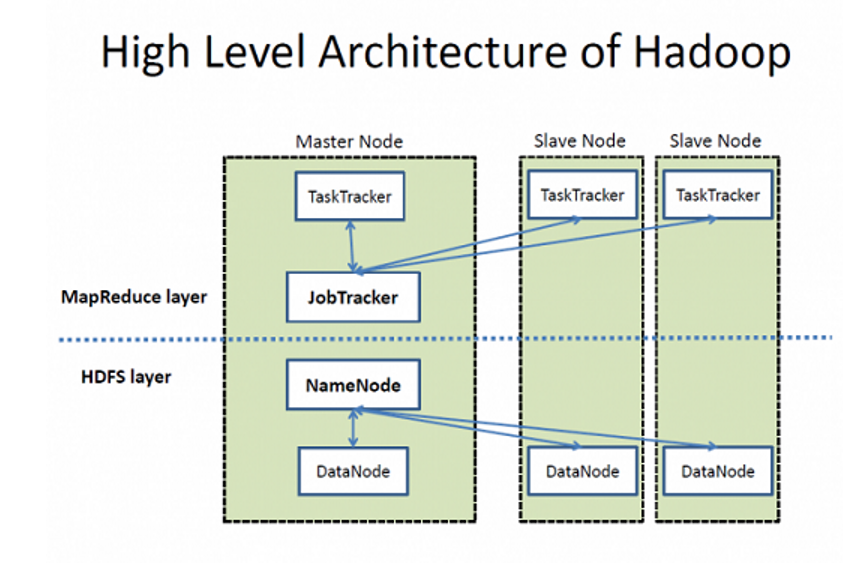 High Level Architecture of Hadoop
Master Node
Slave Node
Slave Node
TaskTracker
TaskTracker
TaskTracker
MapReduce layer
JobTracker
HDFS layer
NameNode
DataNode
DataNode
DataNode